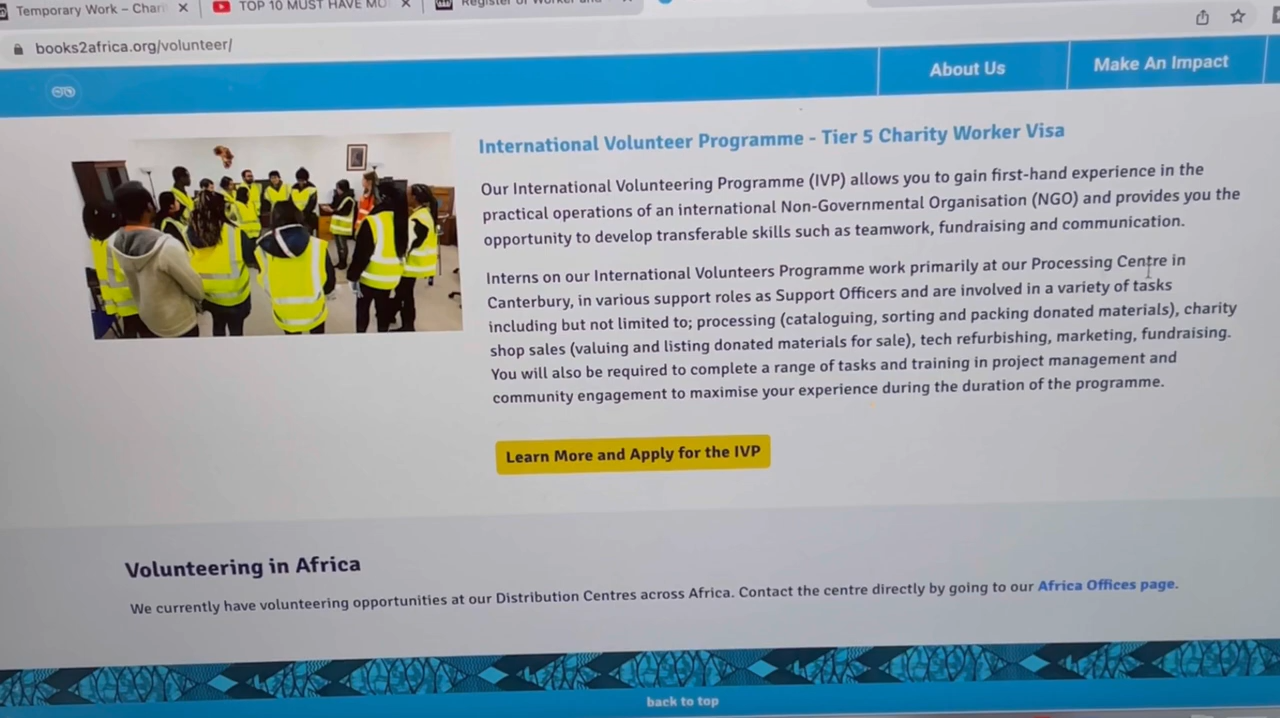 Temporary Work – Char
TOP 10 MUST HAVE MO
Register of Worker and
books2africa.org/volunteer/
About Us
Make An Impact
International Volunteer Programme - Tier 5 Charity Worker Visa
Our International Volunteering Programme (IVP) allows you to gain first-hand experience in the
practical operations of an international Non-Governmental Organisation (NGO) and provides you the
opportunity to develop transferable skills such as teamwork, fundraising and communication.
Interns on our International Volunteers Programme work primarily at our Processing Centre in
Canterbury, in various support roles as Support Officers and are involved in a variety of tasks
including but not limited to; processing (cataloguing, sorting and packing donated materials), charity
shop sales (valuing and listing donated materials for sale), tech refurbishing, marketing, fundraising.
You will also be required to complete a range of tasks and training in project management and
community engagement to maximise your experience during the duration of the programme.
Learn More and Apply for the IVP
Volunteering in Africa
We currently have volunteering opportunities at our Distribution Centres across Africa. Contact the centre directly by going to our Africa Offices page.
back to top